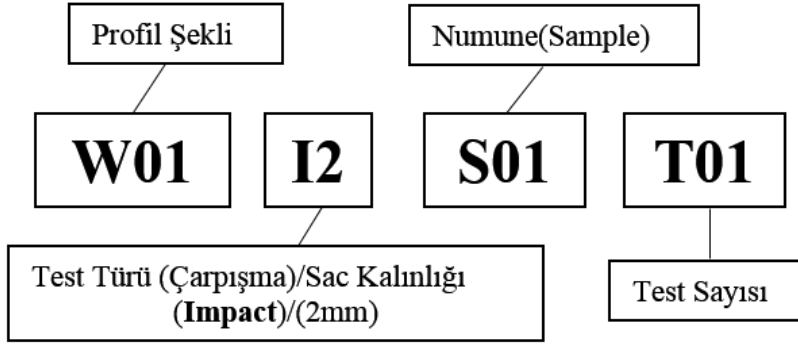 Profil Şekli
Numune(Sample)
W01
I2
S01
T01
Test Türü (Çarpışma)/Sac Kalınlığı
(Impact)/(2mm)
Test Sayısı